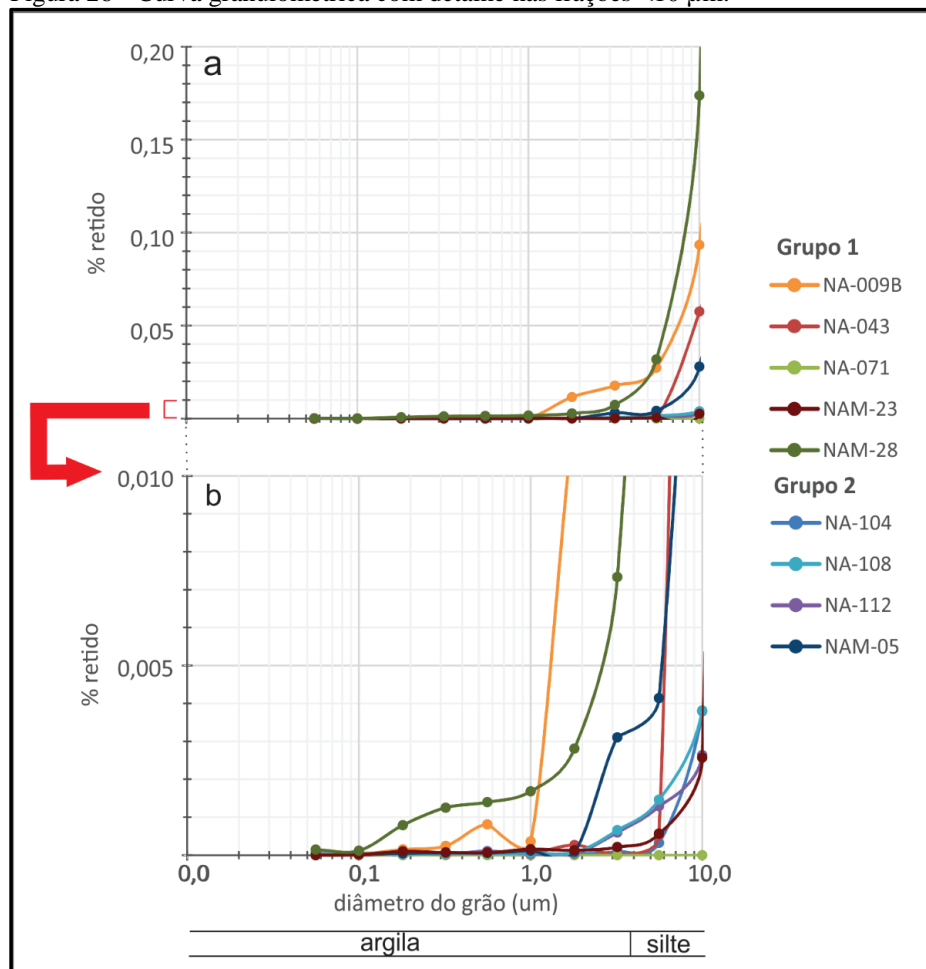 Figura - Curva granulométrica com detalhe nas frações <10 µm.
a
0,20
0,15
0,10
0,05
% retido
b
0,010
0,005
% retido
0,0 0,1 1,0 10,0
diâmetro do grão (um)
argila silte
Grupo 1
NA-009B
NA-043
NA-071
NAM-23
NAM-28
Grupo 2
NA-104
NA-108
NA-112
NAM-05